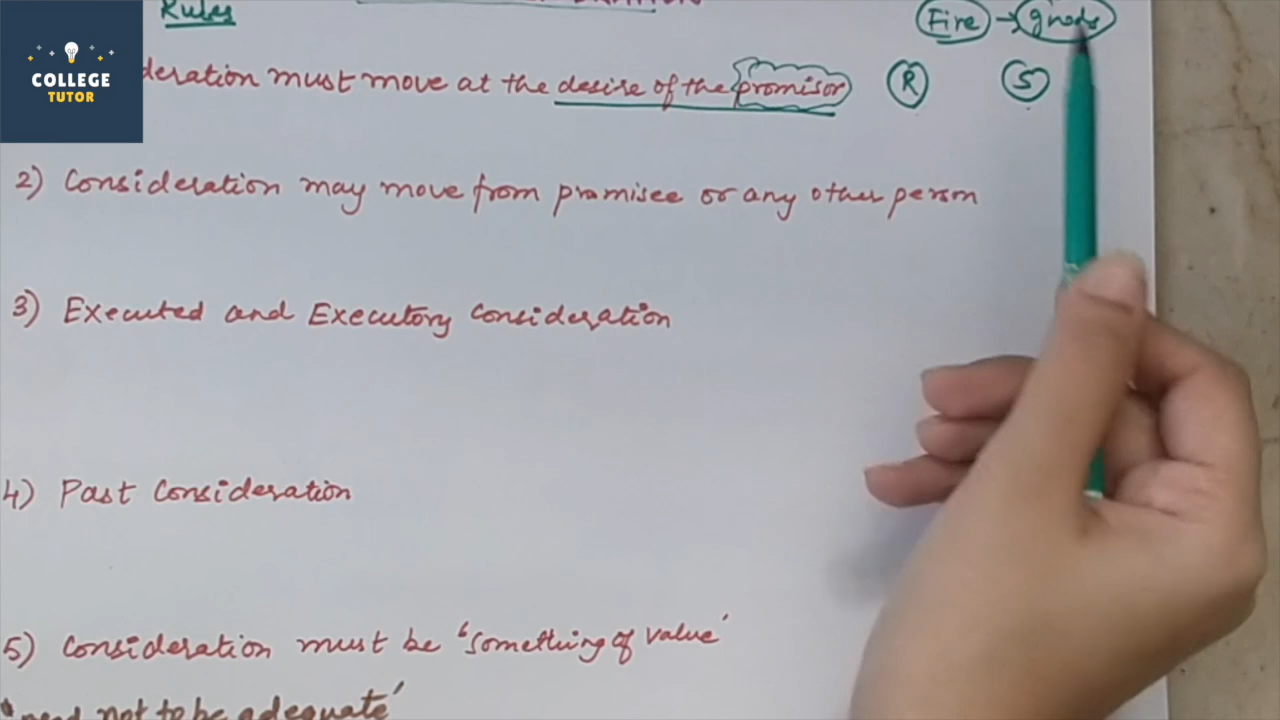 Rules
Fire → goods
COLLEGE
TUTOR
deration must move at the desire of the promisor R S
2) Consideration may move from promisee or any other person
3) Executed and Executory Consideration
4) Past Consideration
5) Consideration must be 'Something of value'
need not to be adequate'